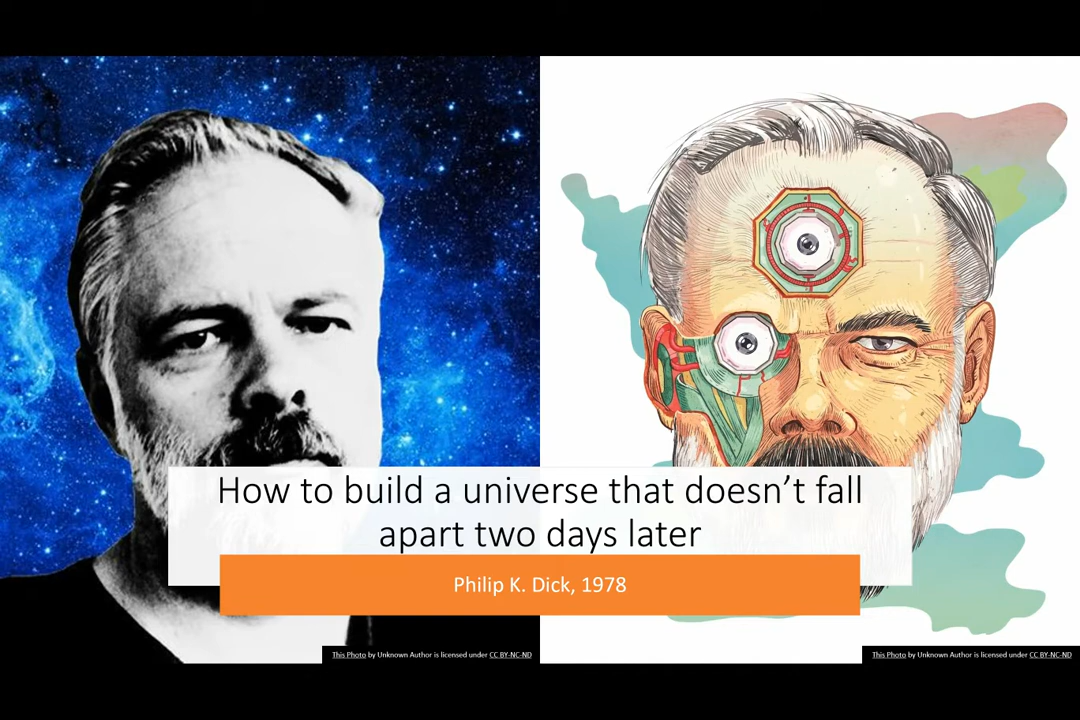 How to build a universe that doesn’t fall
apart two days later
Philip K. Dick, 1978
This Photo by Unknown Author is licensed under CC BY-NC-ND
This Photo by Unknown Author is licensed under CC BY-NC-ND